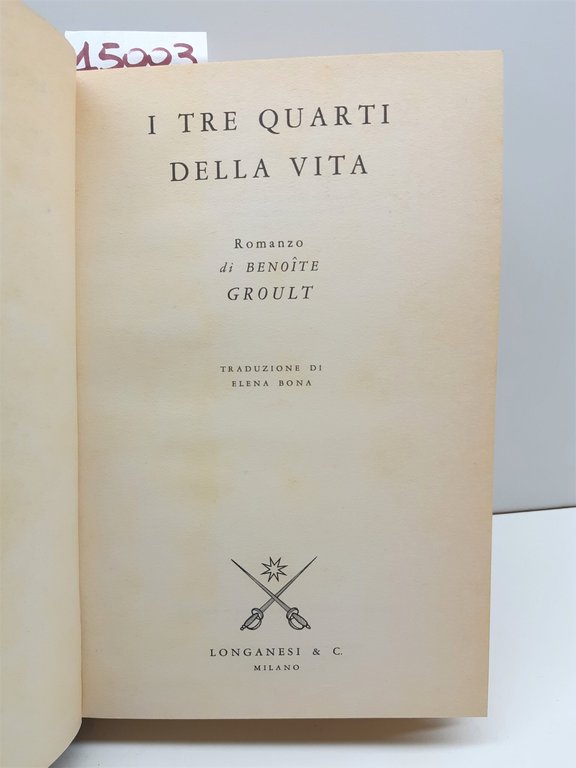 15003
I TRE QUARTI
DELLA VITA
Romanzo
di BENOÎTE
GROULT
TRADUZIONE DI
ELENA BONA
LONGANESI & C.
MILANO